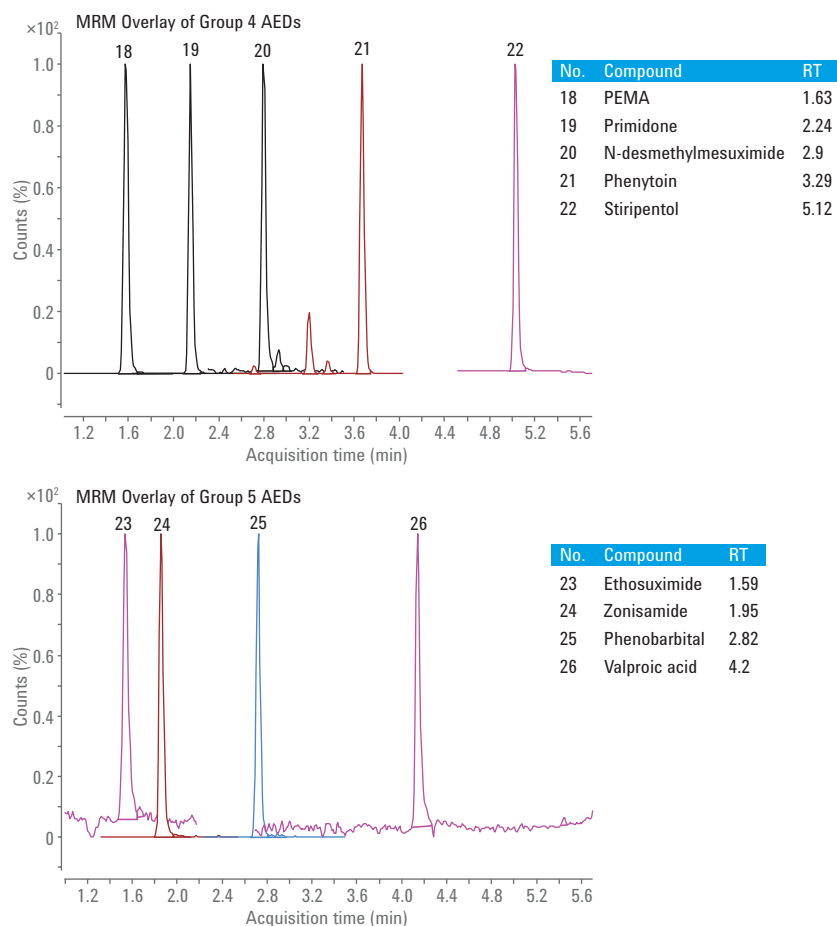 MRM Overlay of Group 4 AEDs
×10²
18 19 20 21 22
1.0
0.8
0.6
0.4
0.2
0
Counts (%)
1.2 1.6 2.0 2.4 2.8 3.2 3.6 4.0 4.4 4.8 5.2 5.6
Acquisition time (min)
No. Compound RT
18 PEMA 1.63
19 Primidone 2.24
20 N-desmethylmesuximide 2.9
21 Phenytoin 3.29
22 Stiripentol 5.12
MRM Overlay of Group 5 AEDs
×10²
23 24 25 26
1.0
0.8
0.6
0.4
0.2
0
Counts (%)
1.2 1.6 2.0 2.4 2.8 3.2 3.6 4.0 4.4 4.8 5.2 5.6
Acquisition time (min)
No. Compound RT
23 Ethosuximide 1.59
24 Zonisamide 1.95
25 Phenobarbital 2.82
26 Valproic acid 4.2